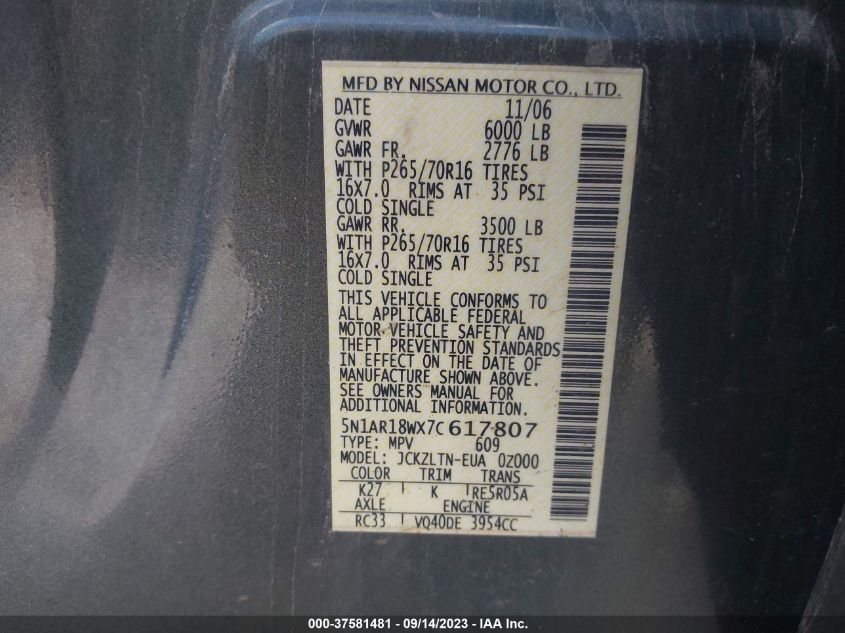 MFD BY NISSAN MOTOR CO., LTD.
DATE 11/06
GVWR 6000 LB
GAWR FR. 2776 LB
WITH P265/70R16 TIRES
16X7.0 RIMS AT 35 PSI
COLD SINGLE
GAWR RR. 3500 LB
WITH P265/70R16 TIRES
16X7.0 RIMS AT 35 PSI
COLD SINGLE
THIS VEHICLE CONFORMS TO
ALL APPLICABLE FEDERAL
MOTOR VEHICLE SAFETY AND
THEFT PREVENTION STANDARDS
IN EFFECT ON THE DATE OF
MANUFACTURE SHOWN ABOVE.
SEE OWNERS MANUAL FOR
ADDITIONAL INFORMATION
5N1AR18WX7C617807
TYPE: MPV 609
MODEL: JCKZLTN-EUA 0Z000
COLOR TRIM TRANS
K27 K RE5R05A
AXLE ENGINE
RC33 VQ40DE 3954CC
000-37581481 - 09/14/2023 - IAA Inc.